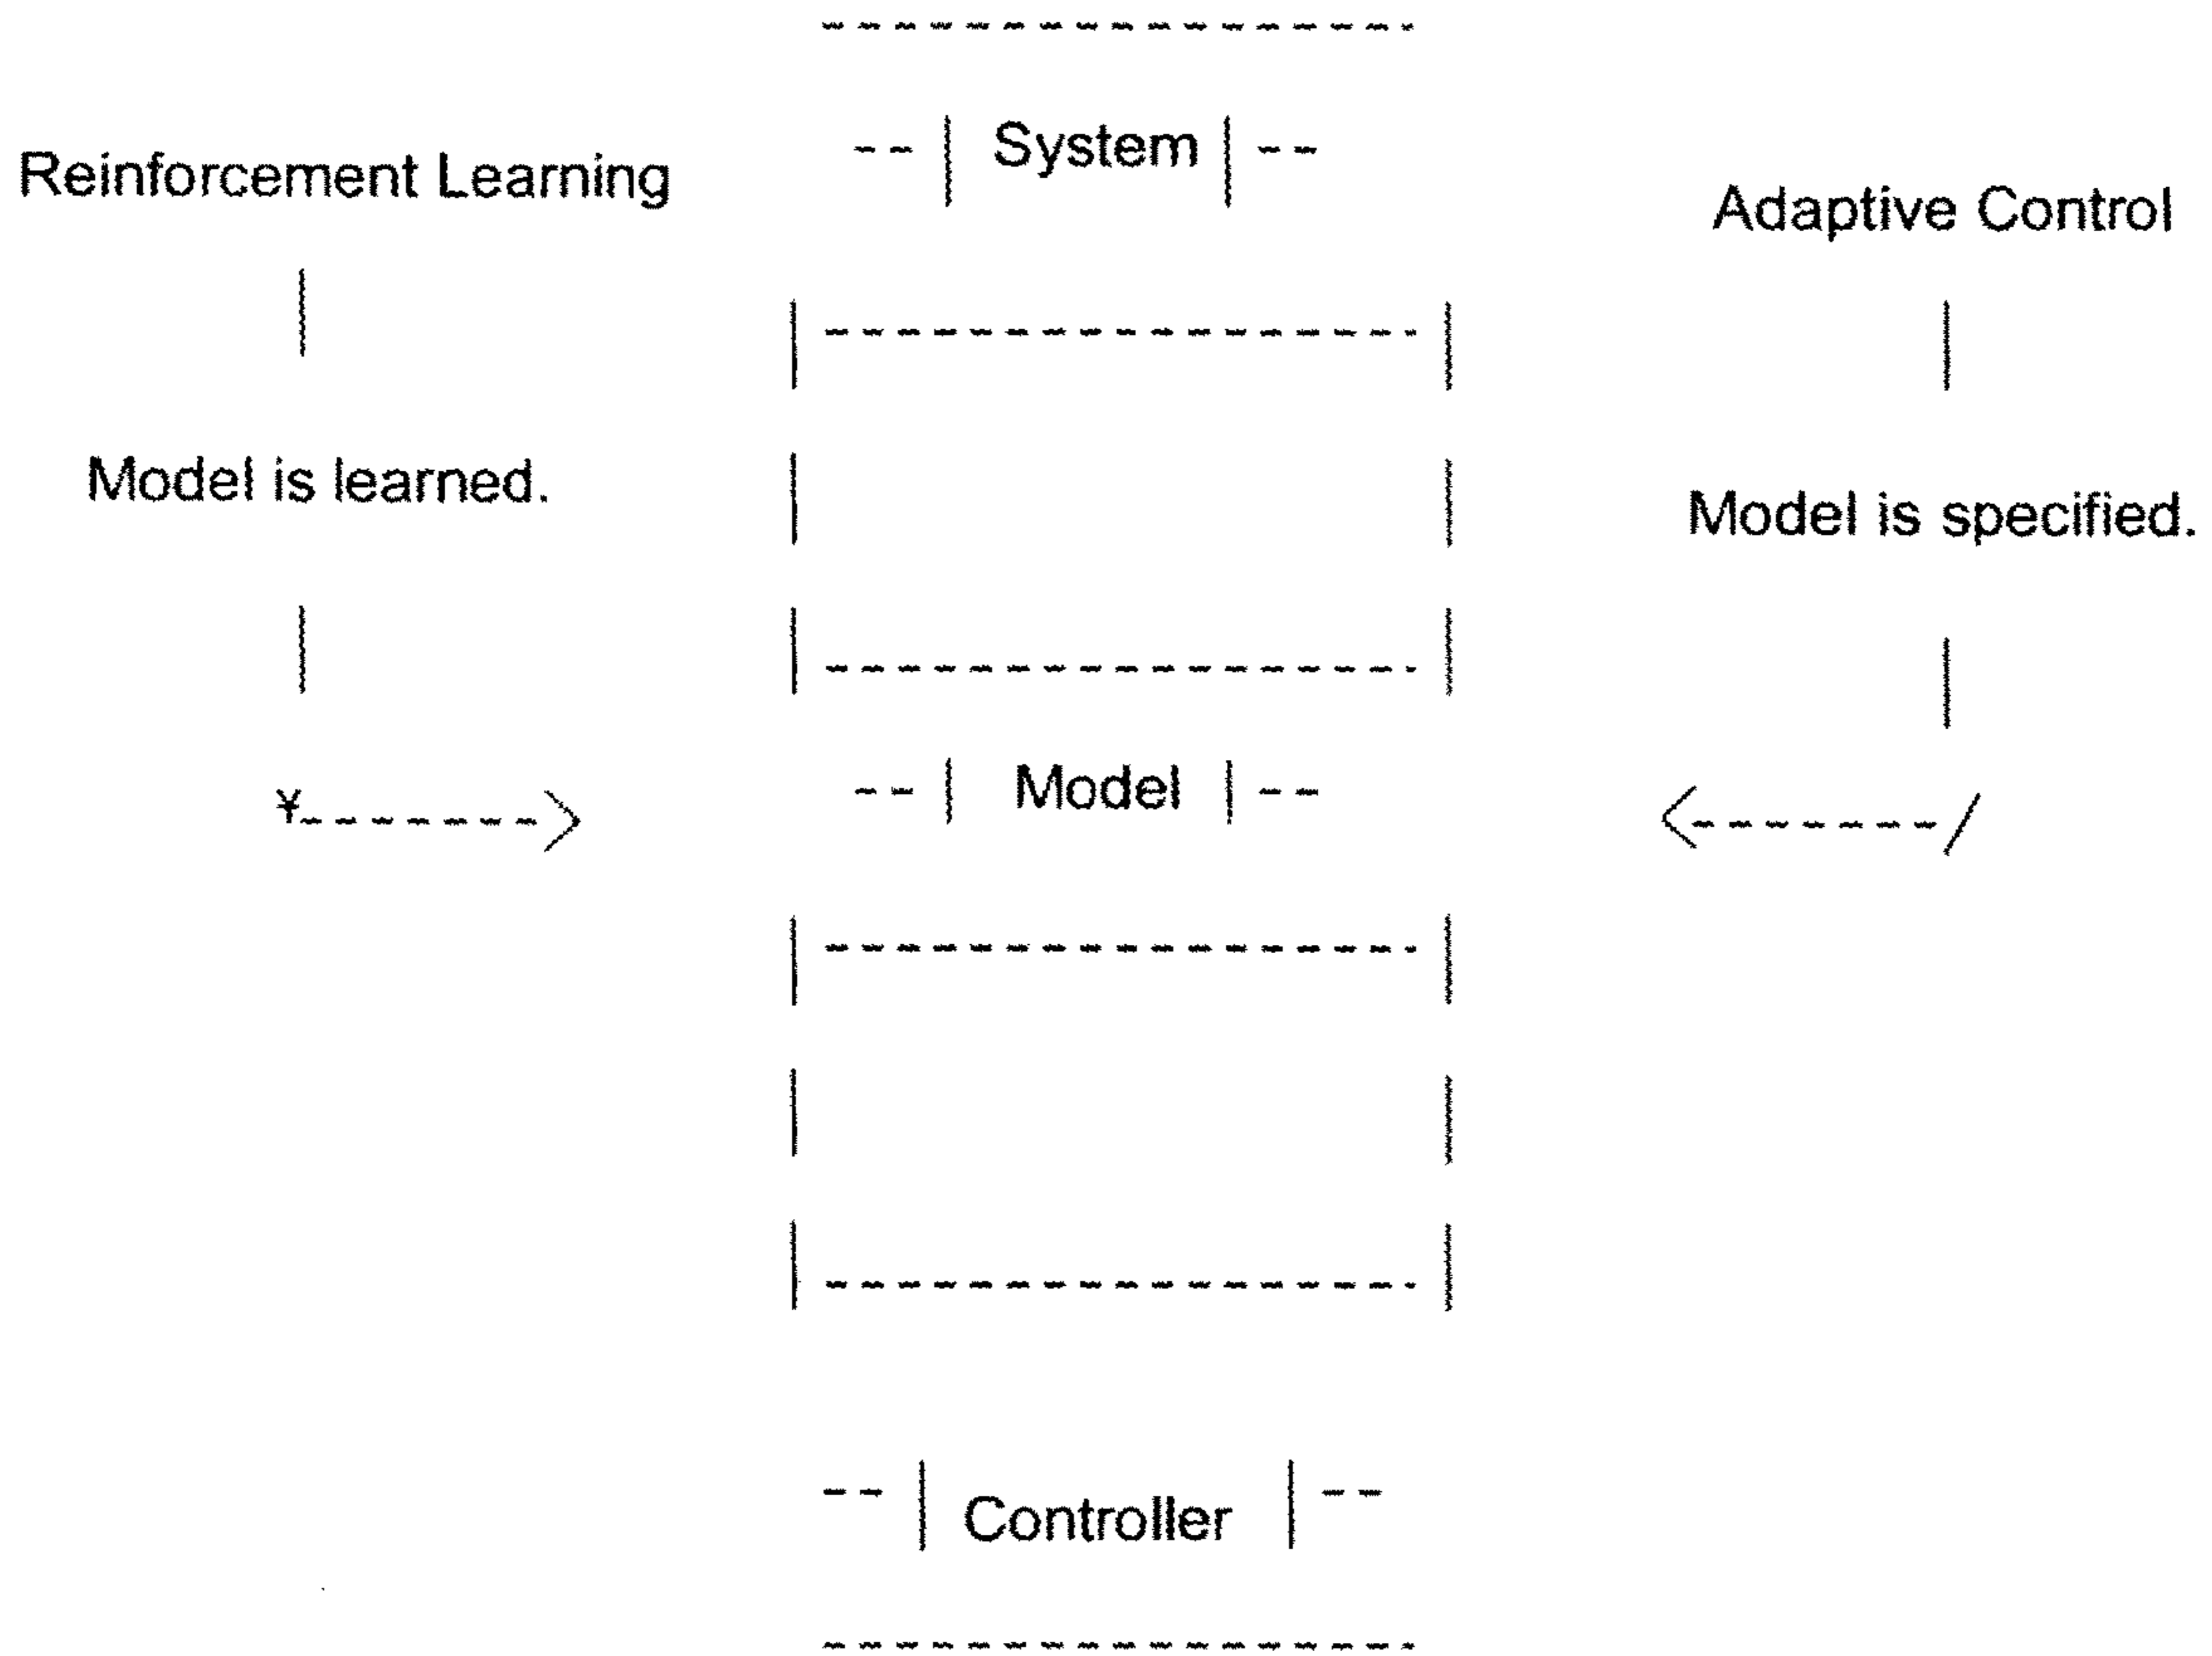 Reinforcement Learning
|
Model is learned.
|
¥-------->
---------------
--| System |--
|---------------|
| |
|---------------|
--| Model |--
|---------------|
| |
|---------------|
--| Controller |--
---------------
Adaptive Control
|
Model is specified.
|
<-------/